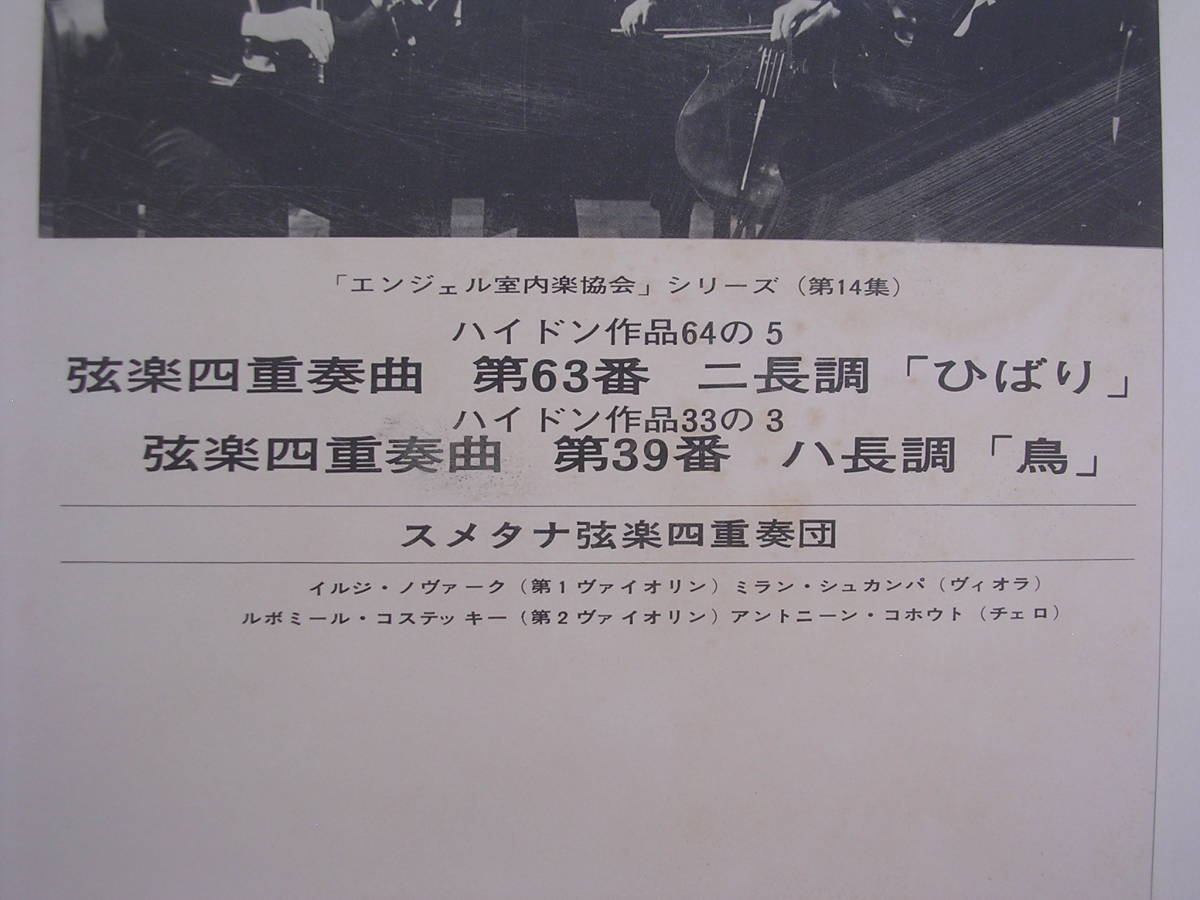 「エンジェル室内楽協会」シリーズ（第14集）
ハイドン作品64の5
弦楽四重奏曲　第63番　ニ長調「ひばり」
ハイドン作品33の3
弦楽四重奏曲　第39番　ハ長調「鳥」
スメタナ弦楽四重奏団
イルジ・ノヴァーク（第1ヴァイオリン）ミラン・シュカンパ（ヴィオラ）
ルボミール・コステッキー（第2ヴァイオリン）アントニーン・コホウト（チェロ）